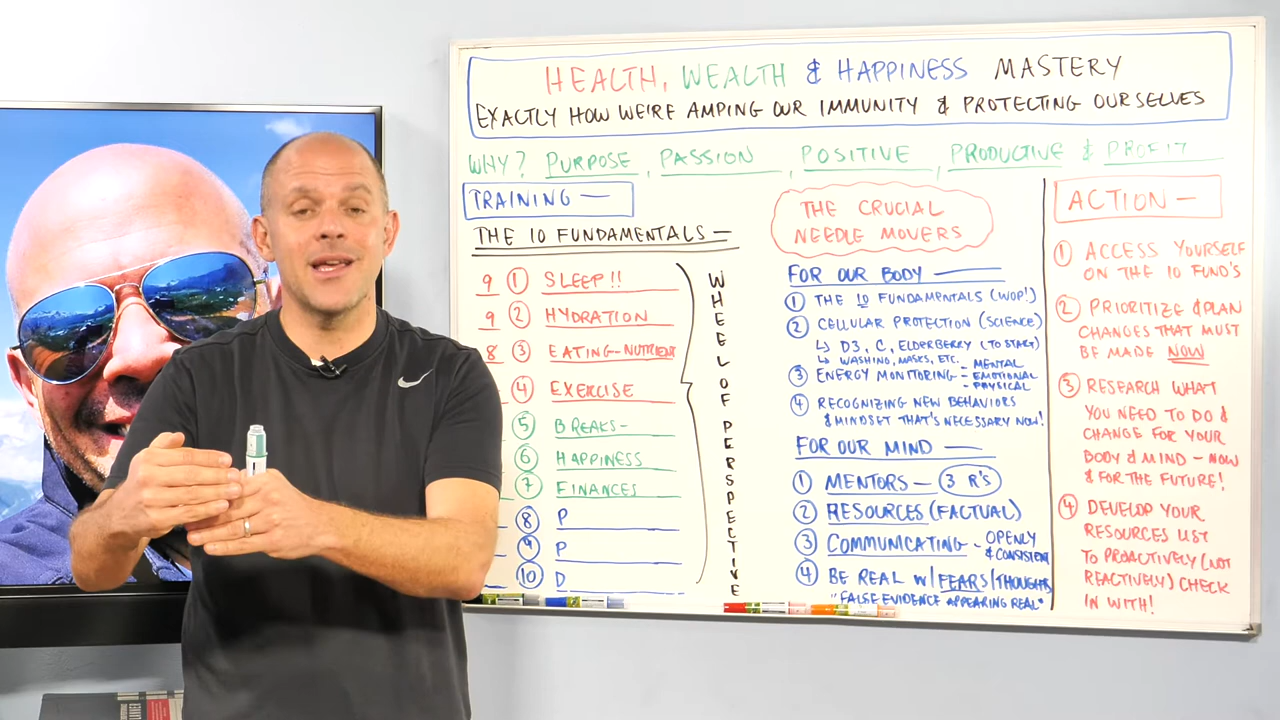 HEALTH, WEALTH & HAPPINESS MASTERY
EXACTLY HOW WE'RE AMPING OUR IMMUNITY & PROTECTING OURSELVES
WHY? PURPOSE, PASSION, POSITIVE, PRODUCTIVE & PROFIT
TRAINING —
THE 10 FUNDAMENTALS —
9 1 SLEEP!!
9 2 HYDRATION
8 3 EATING-NUTRIENT
4 EXERCISE
5 BREAKS-
6 HAPPINESS
7 FINANCES
8 P
9 P
10 D
WHEEL OF PERSPECTIVE
THE CRUCIAL
NEEDLE MOVERS
FOR OUR BODY —
1 THE 10 FUNDAMENTALS (WOP!)
2 CELLULAR PROTECTION (SCIENCE)
↳ D3, C, ELDERBERRY (TO START)
↳ WASHING, MASKS, ETC.
3 ENERGY MONITORING - MENTAL
- EMOTIONAL
- PHYSICAL
4 RECOGNIZING NEW BEHAVIORS
& MINDSET THAT'S NECESSARY NOW!
FOR OUR MIND —
1 MENTORS — 3 R'S
2 RESOURCES (FACTUAL)
3 COMMUNICATING - OPENLY
& CONSISTENT
4 BE REAL W/FEARS/THOUGHTS
"FALSE EVIDENCE APPEARING REAL"
ACTION —
1 ACCESS YOURSELF
ON THE 10 FUND'S
2 PRIORITIZE & PLAN
CHANGES THAT MUST
BE MADE NOW
3 RESEARCH WHAT
YOU NEED TO DO &
CHANGE FOR YOUR
BODY & MIND - NOW
& FOR THE FUTURE!
4 DEVELOP YOUR
RESOURCES LIST
TO PROACTIVELY (NOT
REACTIVELY) CHECK
IN WITH!